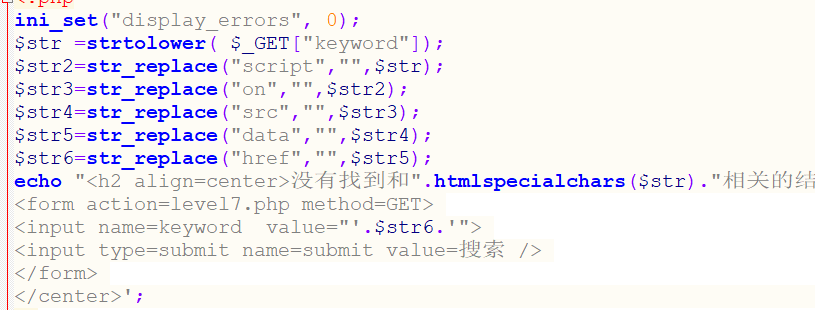 <?php
ini_set("display_errors", 0);
$str =strtolower( $_GET["keyword"]);
$str2=str_replace("script","",$str);
$str3=str_replace("on","",$str2);
$str4=str_replace("src","",$str3);
$str5=str_replace("data","",$str4);
$str6=str_replace("href","",$str5);
echo "<h2 align=center>没有找到和".htmlspecialchars($str)."相关的结
<form action=level7.php method=GET>
<input name=keyword  value="'.$str6.'">
<input type=submit name=submit value=搜索 />
</form>
</center>';